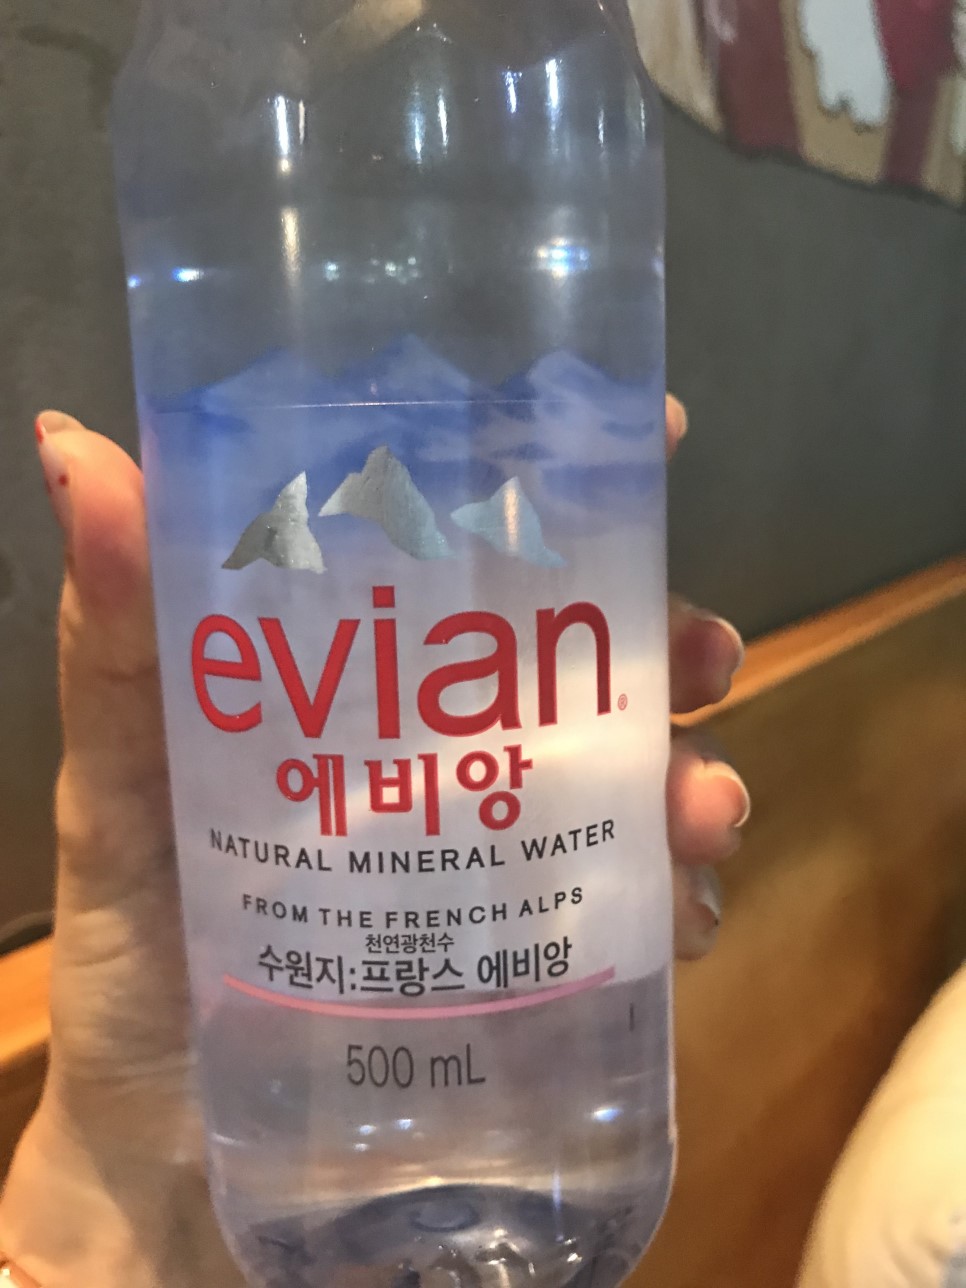 evian®
에비앙
NATURAL MINERAL WATER
FROM THE FRENCH ALPS
천연광천수
수원지:프랑스 에비앙
500 mL